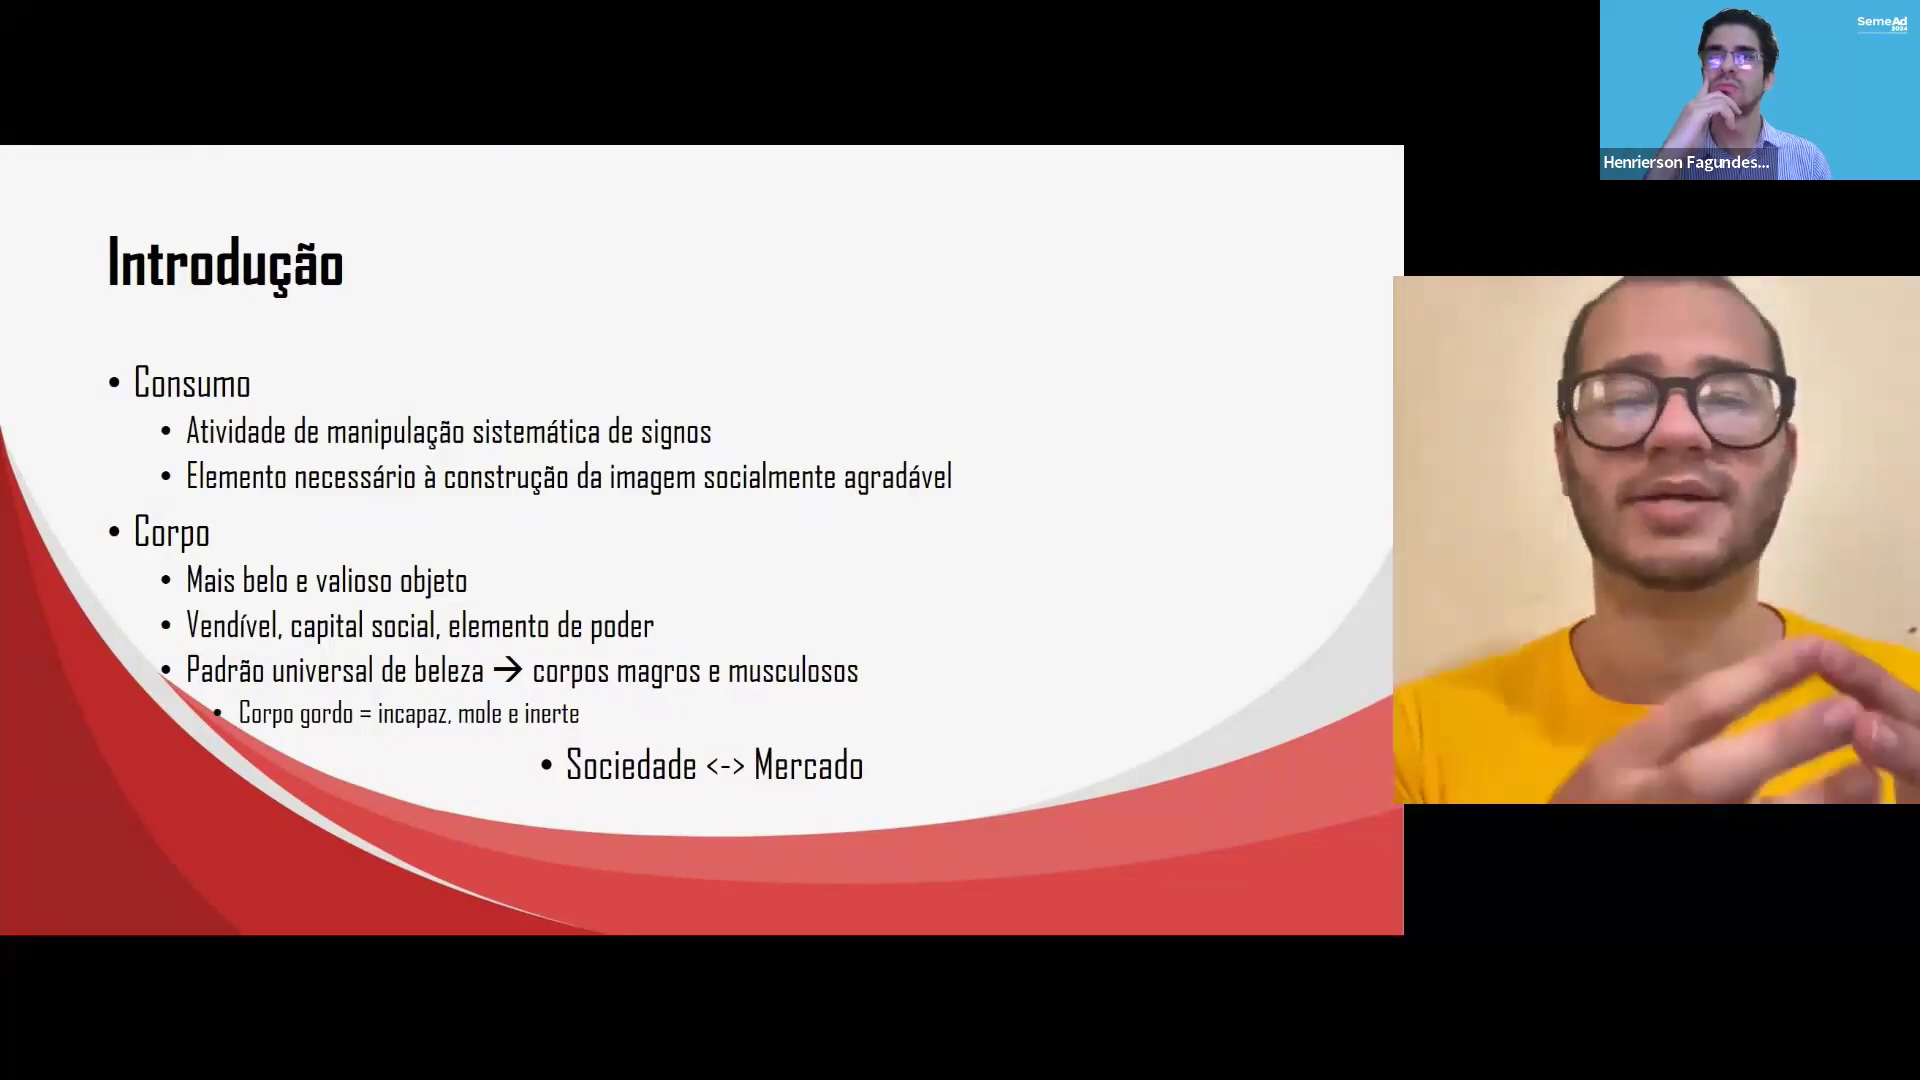 Introdução
• Consumo
• Atividade de manipulação sistemática de signos
• Elemento necessário à construção da imagem socialmente agradável
• Corpo
• Mais belo e valioso objeto
• Vendível, capital social, elemento de poder
• Padrão universal de beleza → corpos magros e musculosos
• Corpo gordo = incapaz, mole e inerte
• Sociedade <-> Mercado
SemeAd
2024
Henrierson Fagundes...